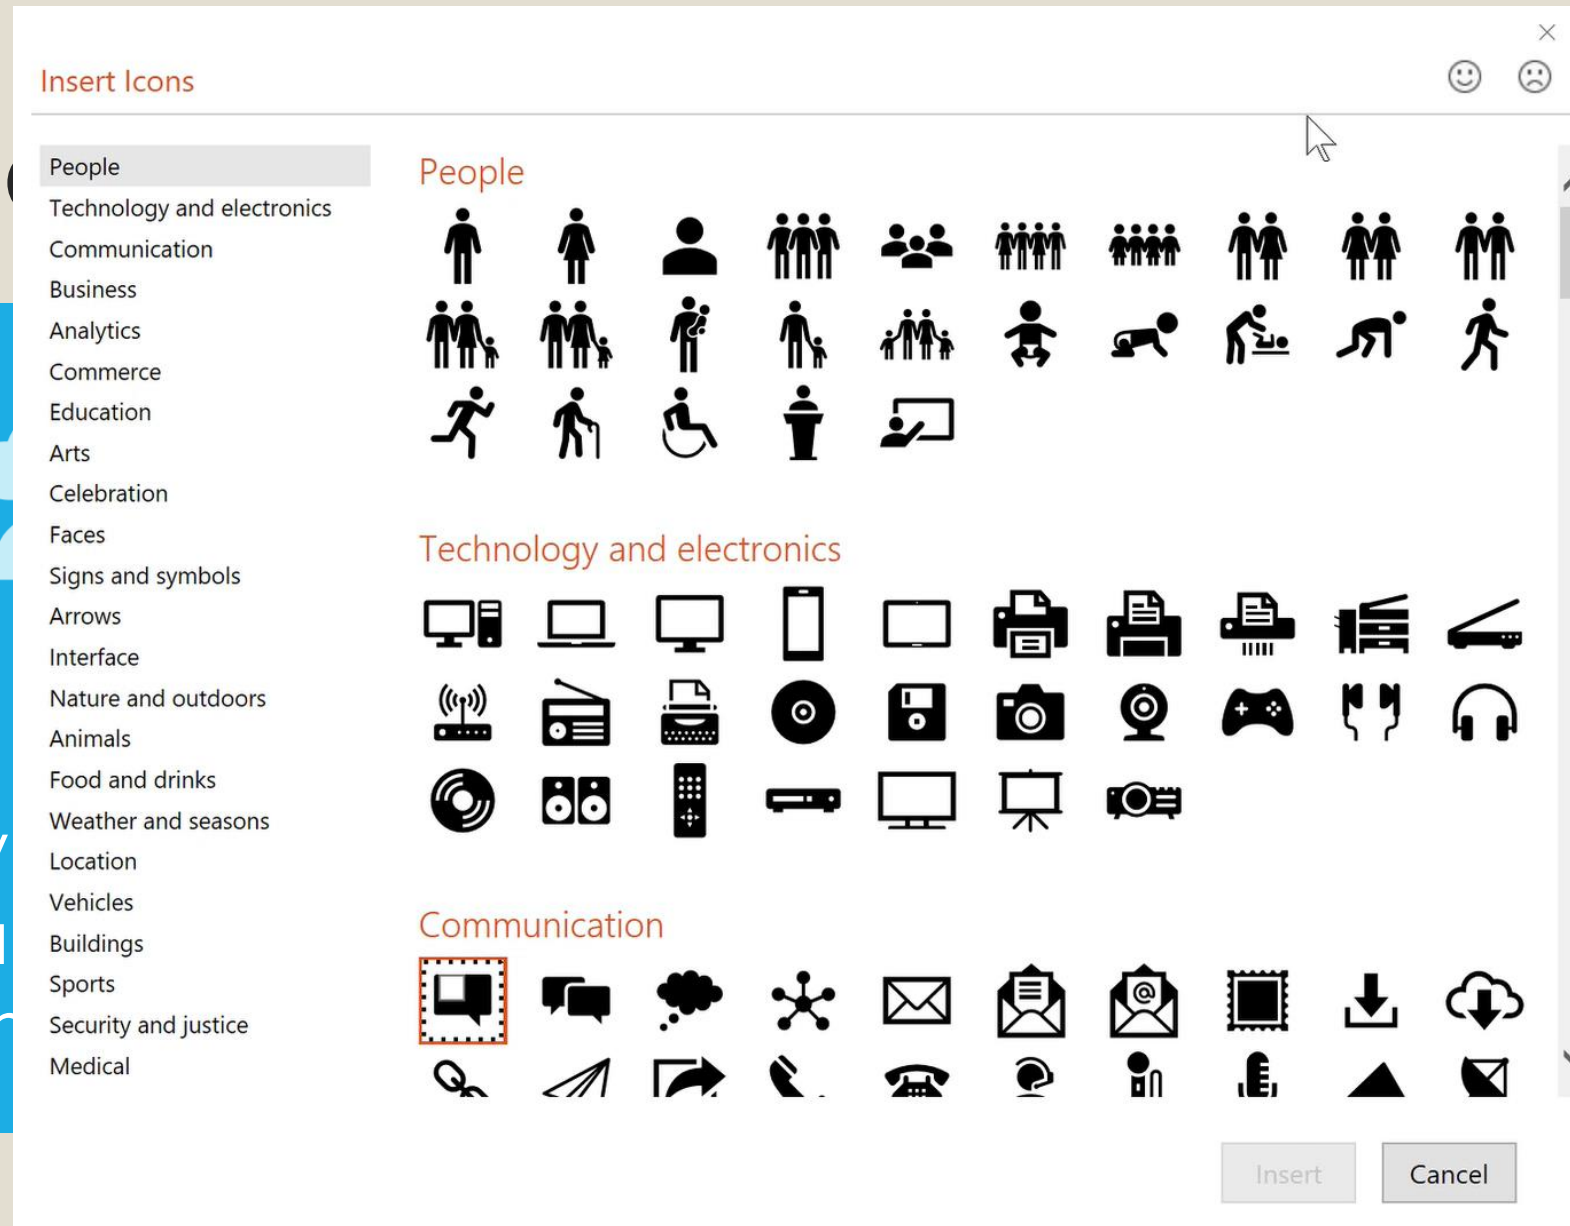 Insert Icons
People
Technology and electronics
Communication
Business
Analytics
Commerce
Education
Arts
Celebration
Faces
Signs and symbols
Arrows
Interface
Nature and outdoors
Animals
Food and drinks
Weather and seasons
Location
Vehicles
Buildings
Sports
Security and justice
Medical
People
Technology and electronics
Communication
Insert
Cancel